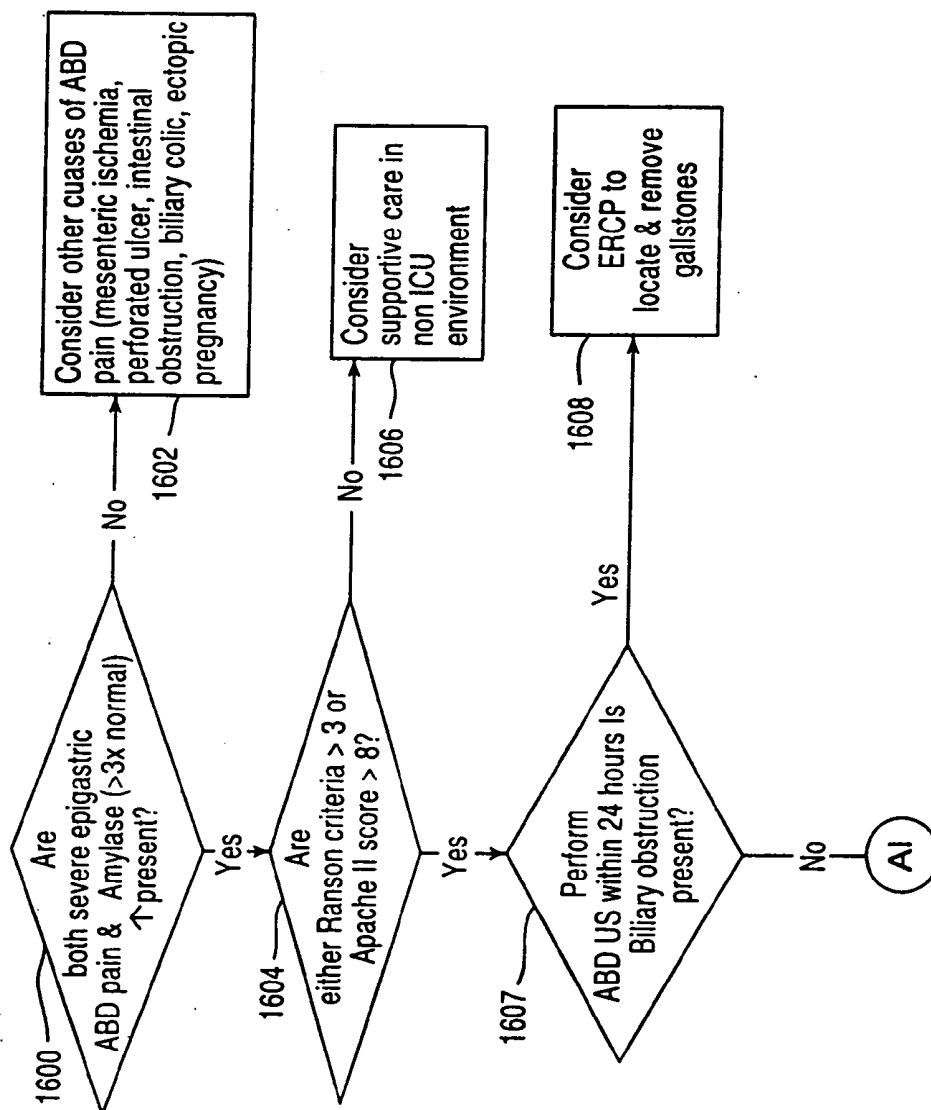 Are
both severe epigastric
ABD pain & Amylase (>3x normal)
↑present?
1600
No
Consider other cuases of ABD
pain (mesenteric ischemia,
perforated ulcer, intestinal
obstruction, biliary colic, ectopic
pregnancy)
1602
Yes
Are
either Ranson criteria > 3 or
Apache II score > 8?
1604
No
Consider
supportive care in
non ICU
environment
1606
Yes
Perform
ABD US within 24 hours Is
Biliary obstruction
present?
1607
Yes
Consider
ERCP to
locate & remove
gallstones
1608
No
AI